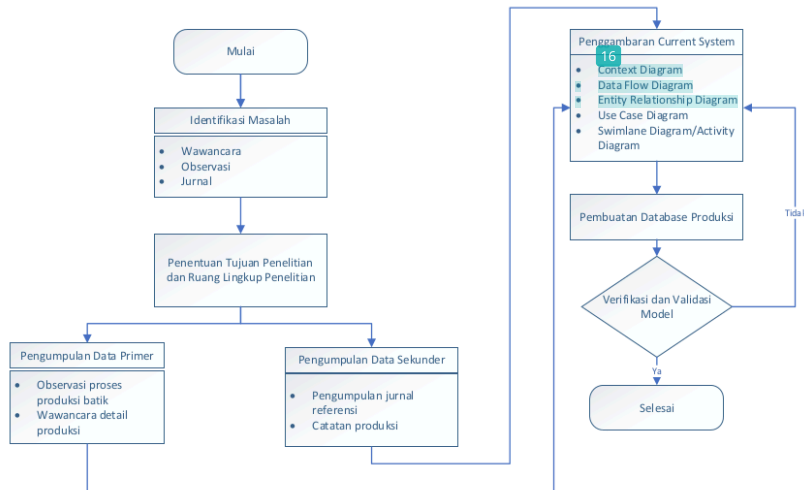 Mulai
Identifikasi Masalah
• Wawancara
• Observasi
• Jurnal
Penentuan Tujuan Penelitian
dan Ruang Lingkup Penelitian
Pengumpulan Data Primer
• Observasi proses
produksi batik
• Wawancara detail
produksi
Pengumpulan Data Sekunder
• Pengumpulan jurnal
referensi
• Catatan produksi
Penggambaran Current System
16
• Context Diagram
• Data Flow Diagram
• Entity Relationship Diagram
• Use Case Diagram
• Swimlane Diagram/Activity
Diagram
Pembuatan Database Produksi
Verifikasi dan Validasi
Model
Tidal
Ya
Selesai